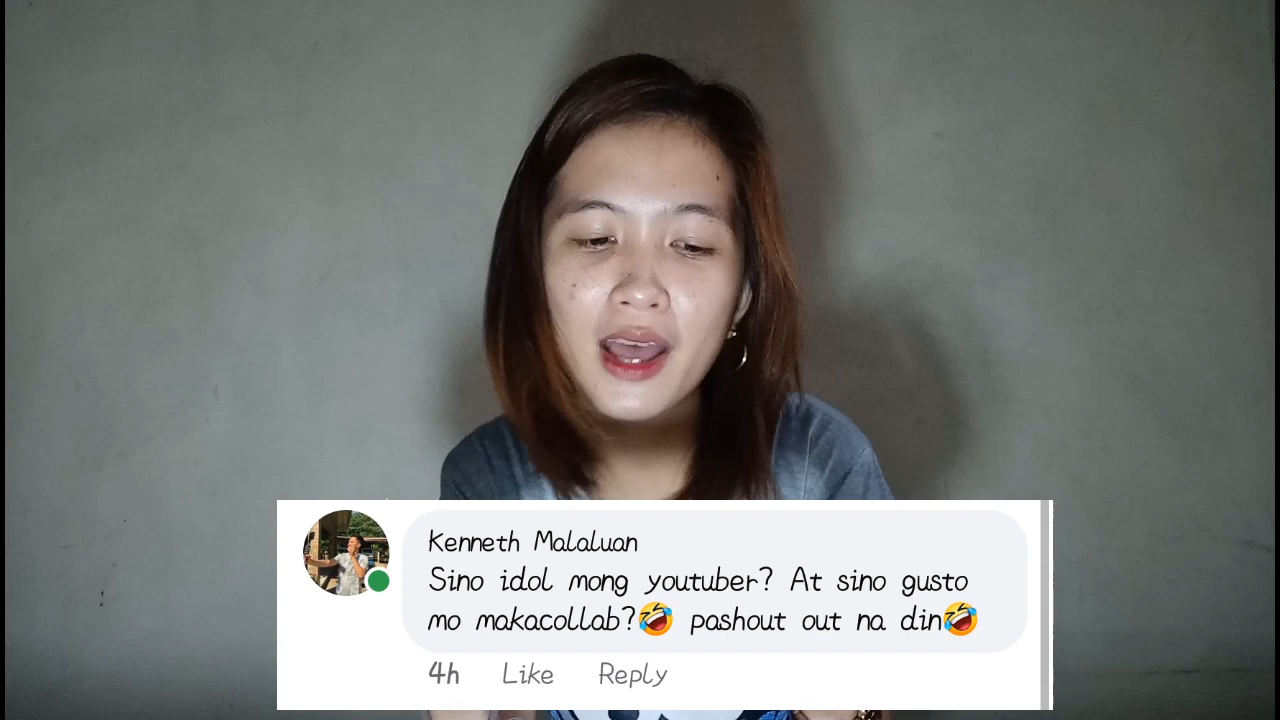 Kenneth Malaluan
Sino idol mong youtuber? At sino gusto
mo makacollab?🤣 pashout out na din🤣
4h Like Reply